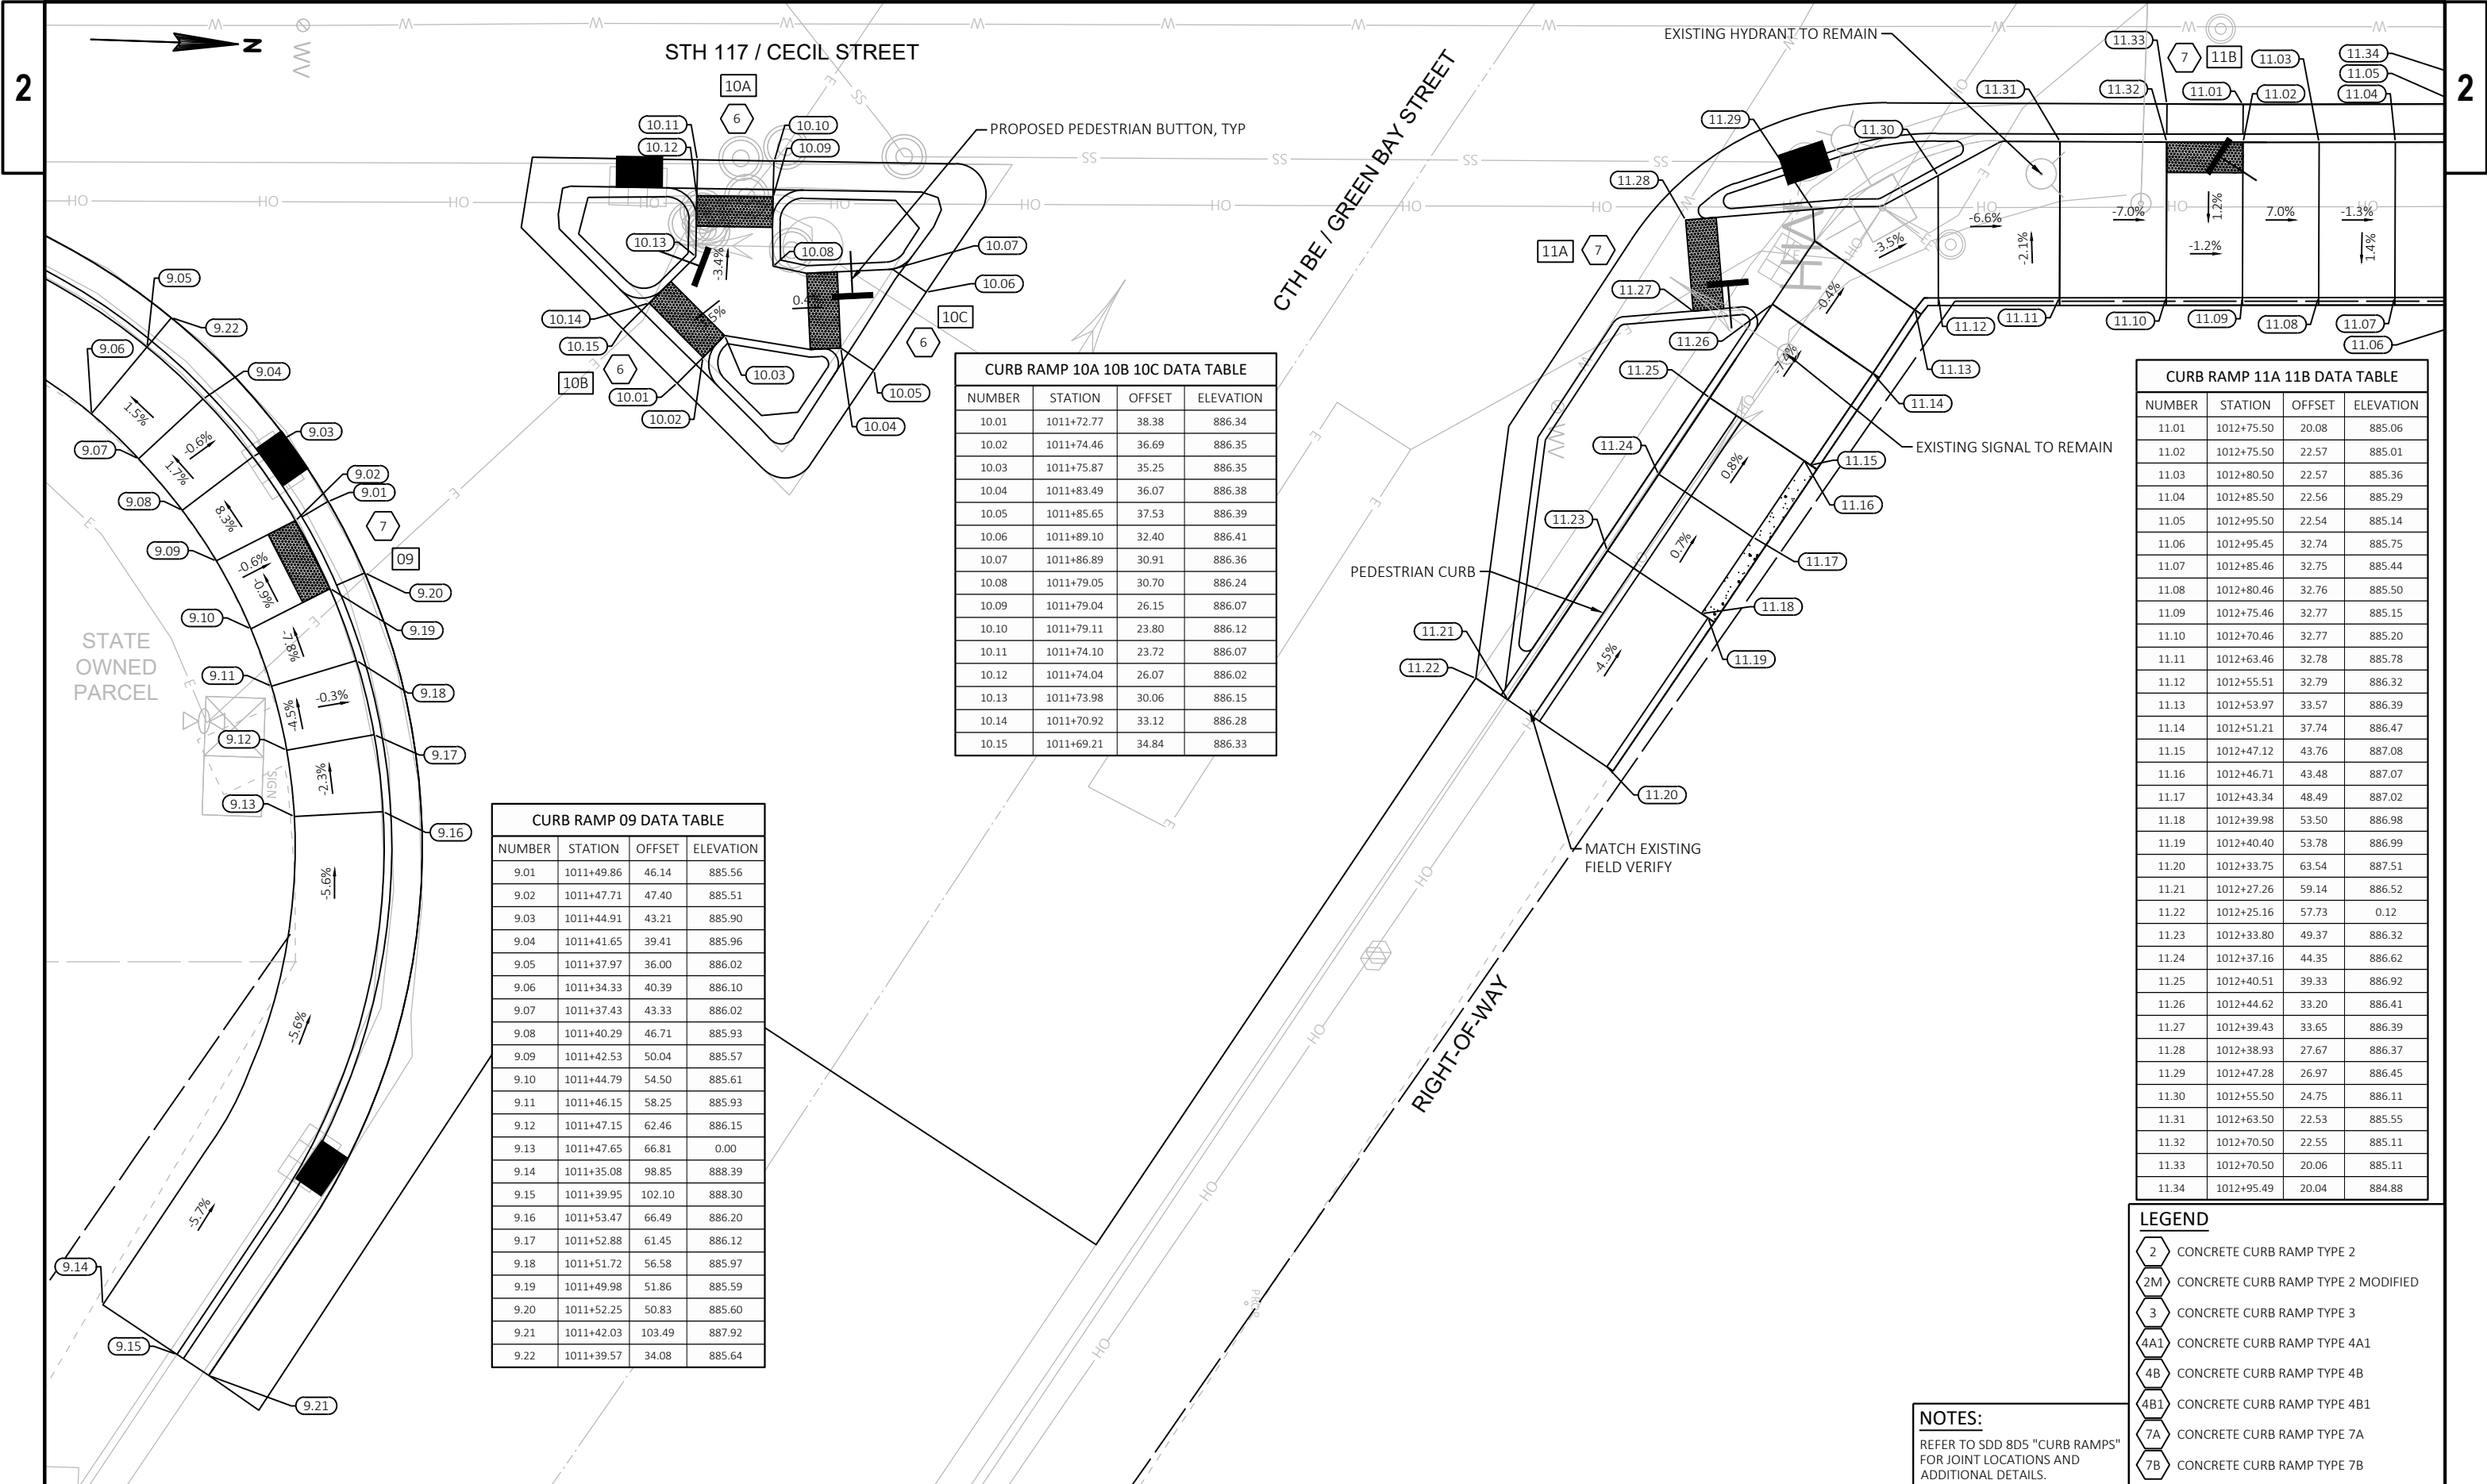 2
2
N
STH 117 / CECIL STREET
CTH BE / GREEN BAY STREET
RIGHT-OF-WAY
EXISTING HYDRANT TO REMAIN
PROPOSED PEDESTRIAN BUTTON, TYP
EXISTING SIGNAL TO REMAIN
PEDESTRIAN CURB
MATCH EXISTING
FIELD VERIFY
STATE
OWNED
PARCEL
SIGN
10A
6
10B
6
10C
6
11A
7
7
11B
7
09
10.11
10.12
10.10
10.09
10.13
10.08
10.07
10.06
10.14
10.15
10.01
10.02
10.03
10.05
10.04
-3.4%
9.05
9.22
9.06
9.04
9.03
9.07
9.02
9.01
9.08
9.09
9.20
9.10
9.19
9.11
9.18
9.12
9.17
9.13
9.16
9.14
9.15
9.21
1.5%
-0.6%
1.7%
8.3%
-0.6%
-0.9%
-7.8%
-4.5%
-0.3%
-2.3%
-5.6%
-5.6%
-5.7%
11.33
11.34
11.03
11.05
11.31
11.32
11.01
11.02
11.04
11.29
11.30
11.28
11.27
11.26
11.12
11.11
11.10
11.09
11.08
11.07
11.06
11.25
11.13
11.14
11.24
11.15
11.16
11.23
11.17
11.18
11.21
11.22
11.19
11.20
-6.6%
-7.0%
1.2%
7.0%
-1.3%
-3.5%
-2.1%
-1.2%
1.4%
-0.4%
0.8%
0.7%
-4.5%
CURB RAMP 10A 10B 10C DATA TABLE
NUMBER STATION OFFSET ELEVATION
10.01 1011+72.77 38.38 886.34
10.02 1011+74.46 36.69 886.35
10.03 1011+75.87 35.25 886.35
10.04 1011+83.49 36.07 886.38
10.05 1011+85.65 37.53 886.39
10.06 1011+89.10 32.40 886.41
10.07 1011+86.89 30.91 886.36
10.08 1011+79.05 30.70 886.24
10.09 1011+79.04 26.15 886.07
10.10 1011+79.11 23.80 886.12
10.11 1011+74.10 23.72 886.07
10.12 1011+74.04 26.07 886.02
10.13 1011+73.98 30.06 886.15
10.14 1011+70.92 33.12 886.28
10.15 1011+69.21 34.84 886.33
CURB RAMP 09 DATA TABLE
NUMBER STATION OFFSET ELEVATION
9.01 1011+49.86 46.14 885.56
9.02 1011+47.71 47.40 885.51
9.03 1011+44.91 43.21 885.90
9.04 1011+41.65 39.41 885.96
9.05 1011+37.97 36.00 886.02
9.06 1011+34.33 40.39 886.10
9.07 1011+37.43 43.33 886.02
9.08 1011+40.29 46.71 885.93
9.09 1011+42.53 50.04 885.57
9.10 1011+44.79 54.50 885.61
9.11 1011+46.15 58.25 885.93
9.12 1011+47.15 62.46 886.15
9.13 1011+47.65 66.81 0.00
9.14 1011+35.08 98.85 888.39
9.15 1011+39.95 102.10 888.30
9.16 1011+53.47 66.49 886.20
9.17 1011+52.88 61.45 886.12
9.18 1011+51.72 56.58 885.97
9.19 1011+49.98 51.86 885.59
9.20 1011+52.25 50.83 885.60
9.21 1011+42.03 103.49 887.92
9.22 1011+39.57 34.08 885.64
CURB RAMP 11A 11B DATA TABLE
NUMBER STATION OFFSET ELEVATION
11.01 1012+75.50 20.08 885.06
11.02 1012+75.50 22.57 885.01
11.03 1012+80.50 22.57 885.36
11.04 1012+85.50 22.56 885.29
11.05 1012+95.50 22.54 885.14
11.06 1012+95.45 32.74 885.75
11.07 1012+85.46 32.75 885.44
11.08 1012+80.46 32.76 885.50
11.09 1012+75.46 32.77 885.15
11.10 1012+70.46 32.77 885.20
11.11 1012+63.46 32.78 885.78
11.12 1012+55.51 32.79 886.32
11.13 1012+53.97 33.57 886.39
11.14 1012+51.21 37.74 886.47
11.15 1012+47.12 43.76 887.08
11.16 1012+46.71 43.48 887.07
11.17 1012+43.34 48.49 887.02
11.18 1012+39.98 53.50 886.98
11.19 1012+40.40 53.78 886.99
11.20 1012+33.75 63.54 887.51
11.21 1012+27.26 59.14 886.52
11.22 1012+25.16 57.73 0.12
11.23 1012+33.80 49.37 886.32
11.24 1012+37.16 44.35 886.62
11.25 1012+40.51 39.33 886.92
11.26 1012+44.62 33.20 886.41
11.27 1012+39.43 33.65 886.39
11.28 1012+38.93 27.67 886.37
11.29 1012+47.28 26.97 886.45
11.30 1012+55.50 24.75 886.11
11.31 1012+63.50 22.53 885.55
11.32 1012+70.50 22.55 885.11
11.33 1012+70.50 20.06 885.11
11.34 1012+95.49 20.04 884.88
LEGEND
2 CONCRETE CURB RAMP TYPE 2
2M CONCRETE CURB RAMP TYPE 2 MODIFIED
3 CONCRETE CURB RAMP TYPE 3
4A1 CONCRETE CURB RAMP TYPE 4A1
4B CONCRETE CURB RAMP TYPE 4B
4B1 CONCRETE CURB RAMP TYPE 4B1
7A CONCRETE CURB RAMP TYPE 7A
7B CONCRETE CURB RAMP TYPE 7B
NOTES:
REFER TO SDD 8D5 "CURB RAMPS"
FOR JOINT LOCATIONS AND
ADDITIONAL DETAILS.